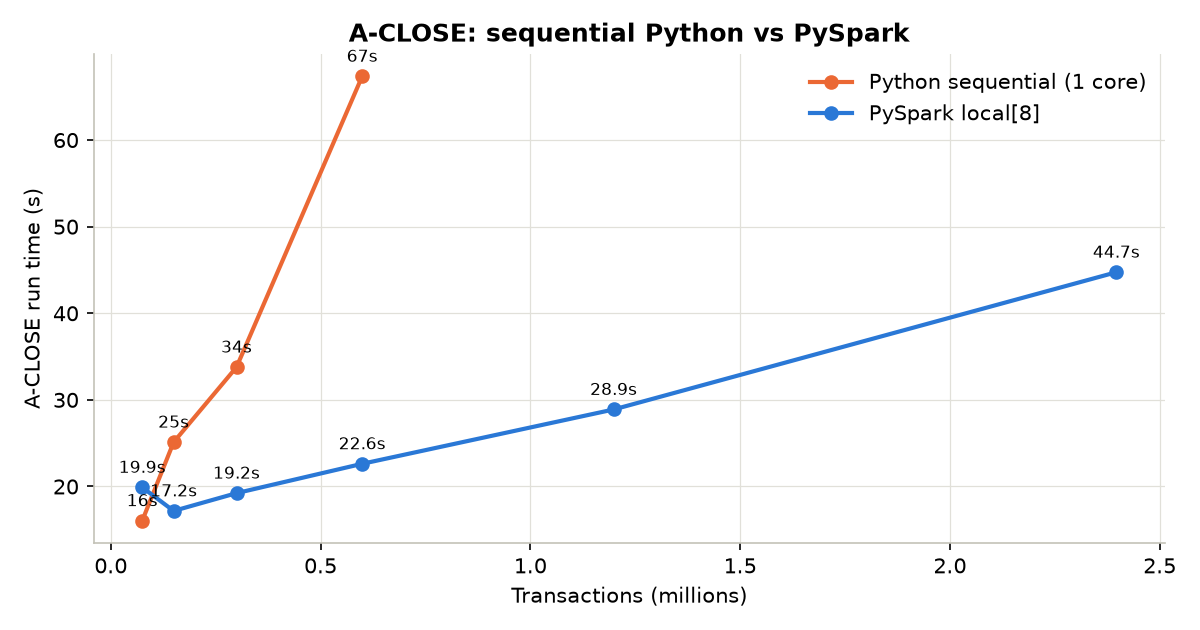 A-CLOSE: sequential Python vs PySpark
67s
Python sequential (1 core)
PySpark local[8]
60
50
44.7s
40
34s
28.9s
30
25s
22.6s
19.9s
19.2s
17.2s
16s
20
A-CLOSE run time (s)
0.0
0.5
1.0
1.5
2.0
2.5
Transactions (millions)